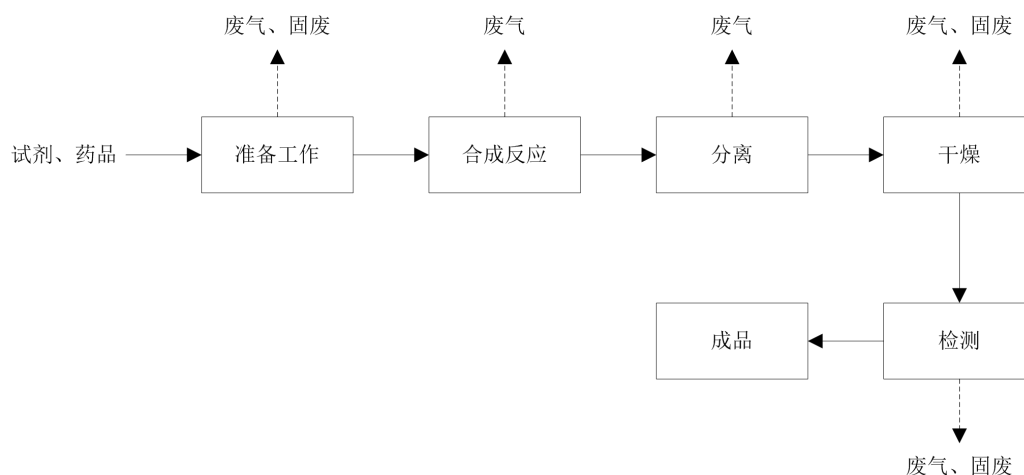 废气、固废
废气
废气
废气、固废
试剂、药品
准备工作
合成反应
分离
干燥
成品
检测
废气、固废